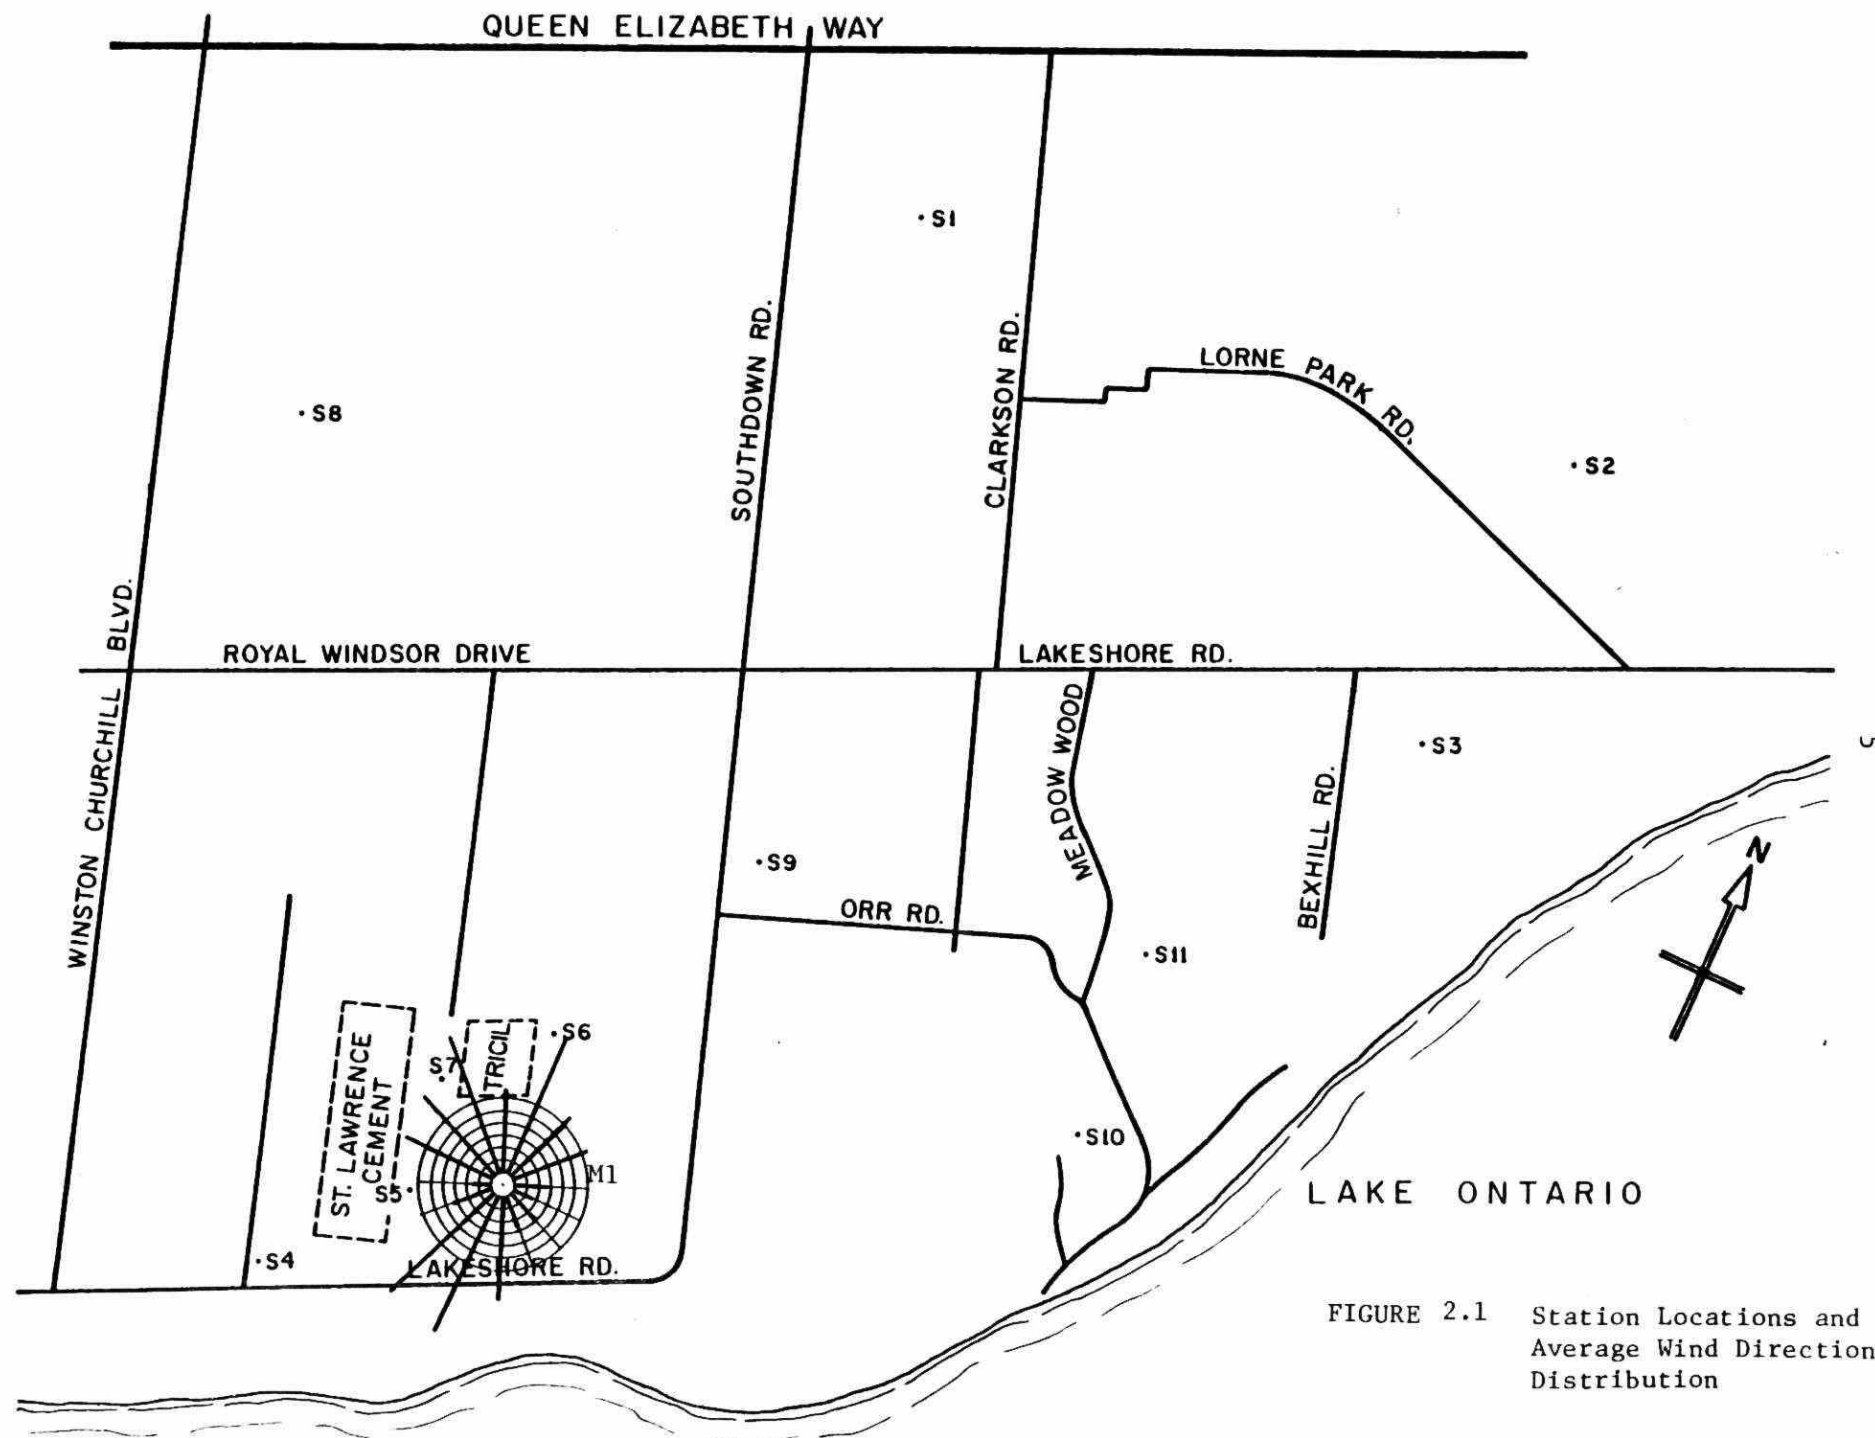 QUEEN ELIZABETH WAY
S1
SOUTHDOWN RD.
CLARKSON RD.
LORNE PARK RD.
S8
S2
WINSTON CHURCHILL BLVD.
ROYAL WINDSOR DRIVE
LAKESHORE RD.
MEADOW WOOD
S3
BEXHILL RD.
S9
ORR RD.
N
S11
ST. LAWRENCE
CEMENT
TRICIL
S6
S7
S10
M1
S5
LAKE ONTARIO
S4
LAKESHORE RD.
FIGURE 2.1 Station Locations and
Average Wind Direction
Distribution